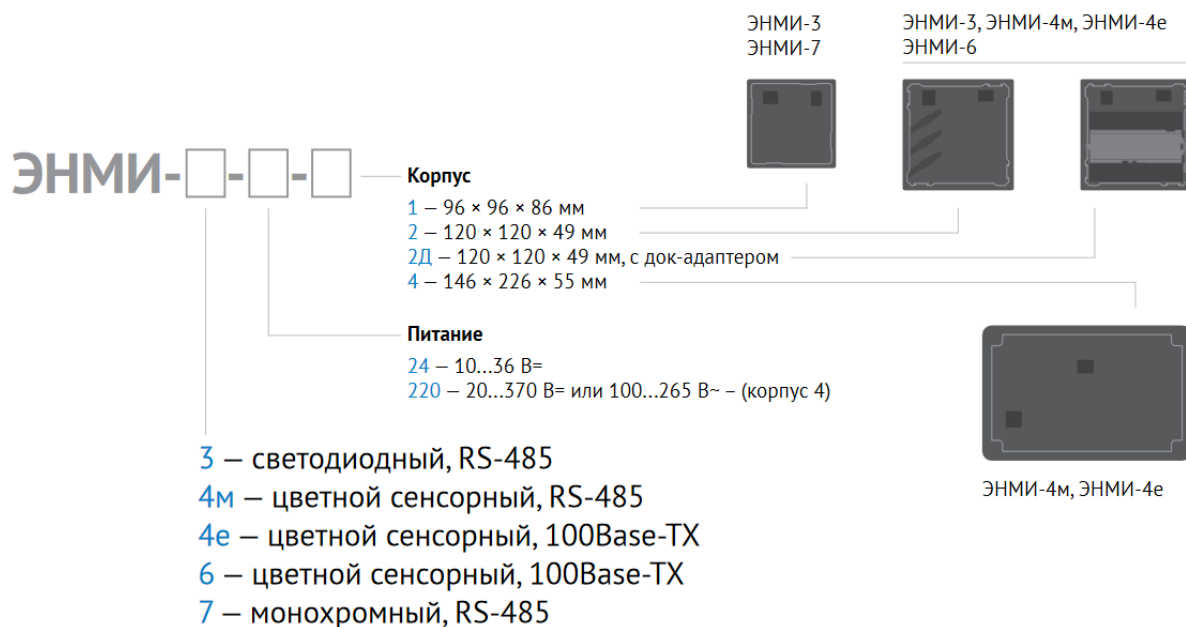 ЭНМИ-3
ЭНМИ-7
ЭНМИ-3, ЭНМИ-4м, ЭНМИ-4е
ЭНМИ-6
ЭНМИ-□-□-□
Корпус
1 – 96 × 96 × 86 мм
2 – 120 × 120 × 49 мм
2Д – 120 × 120 × 49 мм, с док-адаптером
4 – 146 × 226 × 55 мм
Питание
24 – 10...36 В=
220 – 20...370 В= или 100...265 В~ – (корпус 4)
3 – светодиодный, RS-485
4м – цветной сенсорный, RS-485
4е – цветной сенсорный, 100Base-TX
6 – цветной сенсорный, 100Base-TX
7 – монохромный, RS-485
ЭНМИ-4м, ЭНМИ-4е